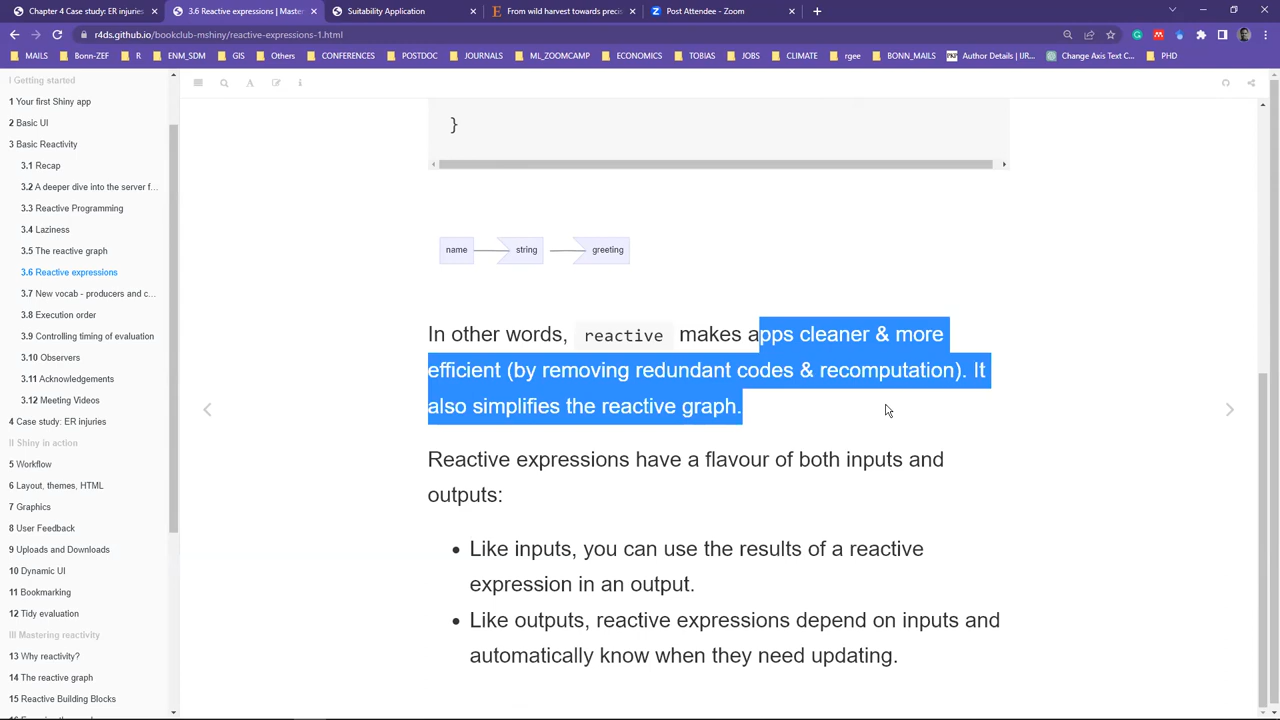 Chapter 4 Case study: ER injuries
3.6 Reactive expressions | Master
Suitability Application
From wild harvest towards precis
Post Attendee - Zoom
r4ds.github.io/bookclub-mshiny/reactive-expressions-1.html
MAILS
Bonn-ZEF
R
ENM_SDM
GIS
Others
CONFERENCES
POSTDOC
JOURNALS
ML_ZOOMCAMP
ECONOMICS
TOBIAS
JOBS
CLIMATE
rgee
BONN_MAILS
Author Details | IJR...
Change Axis Text C...
PHD
I Getting started
1 Your first Shiny app
2 Basic UI
3 Basic Reactivity
3.1 Recap
3.2 A deeper dive into the server f...
3.3 Reactive Programming
3.4 Laziness
3.5 The reactive graph
3.6 Reactive expressions
3.7 New vocab - producers and c...
3.8 Execution order
3.9 Controlling timing of evaluation
3.10 Observers
3.11 Acknowledgements
3.12 Meeting Videos
4 Case study: ER injuries
II Shiny in action
5 Workflow
6 Layout, themes, HTML
7 Graphics
8 User Feedback
9 Uploads and Downloads
10 Dynamic UI
11 Bookmarking
12 Tidy evaluation
III Mastering reactivity
13 Why reactivity?
14 The reactive graph
15 Reactive Building Blocks
}
name
string
greeting
In other words, reactive makes apps cleaner & more
efficient (by removing redundant codes & recomputation). It
also simplifies the reactive graph.
Reactive expressions have a flavour of both inputs and
outputs:
• Like inputs, you can use the results of a reactive
expression in an output.
• Like outputs, reactive expressions depend on inputs and
automatically know when they need updating.